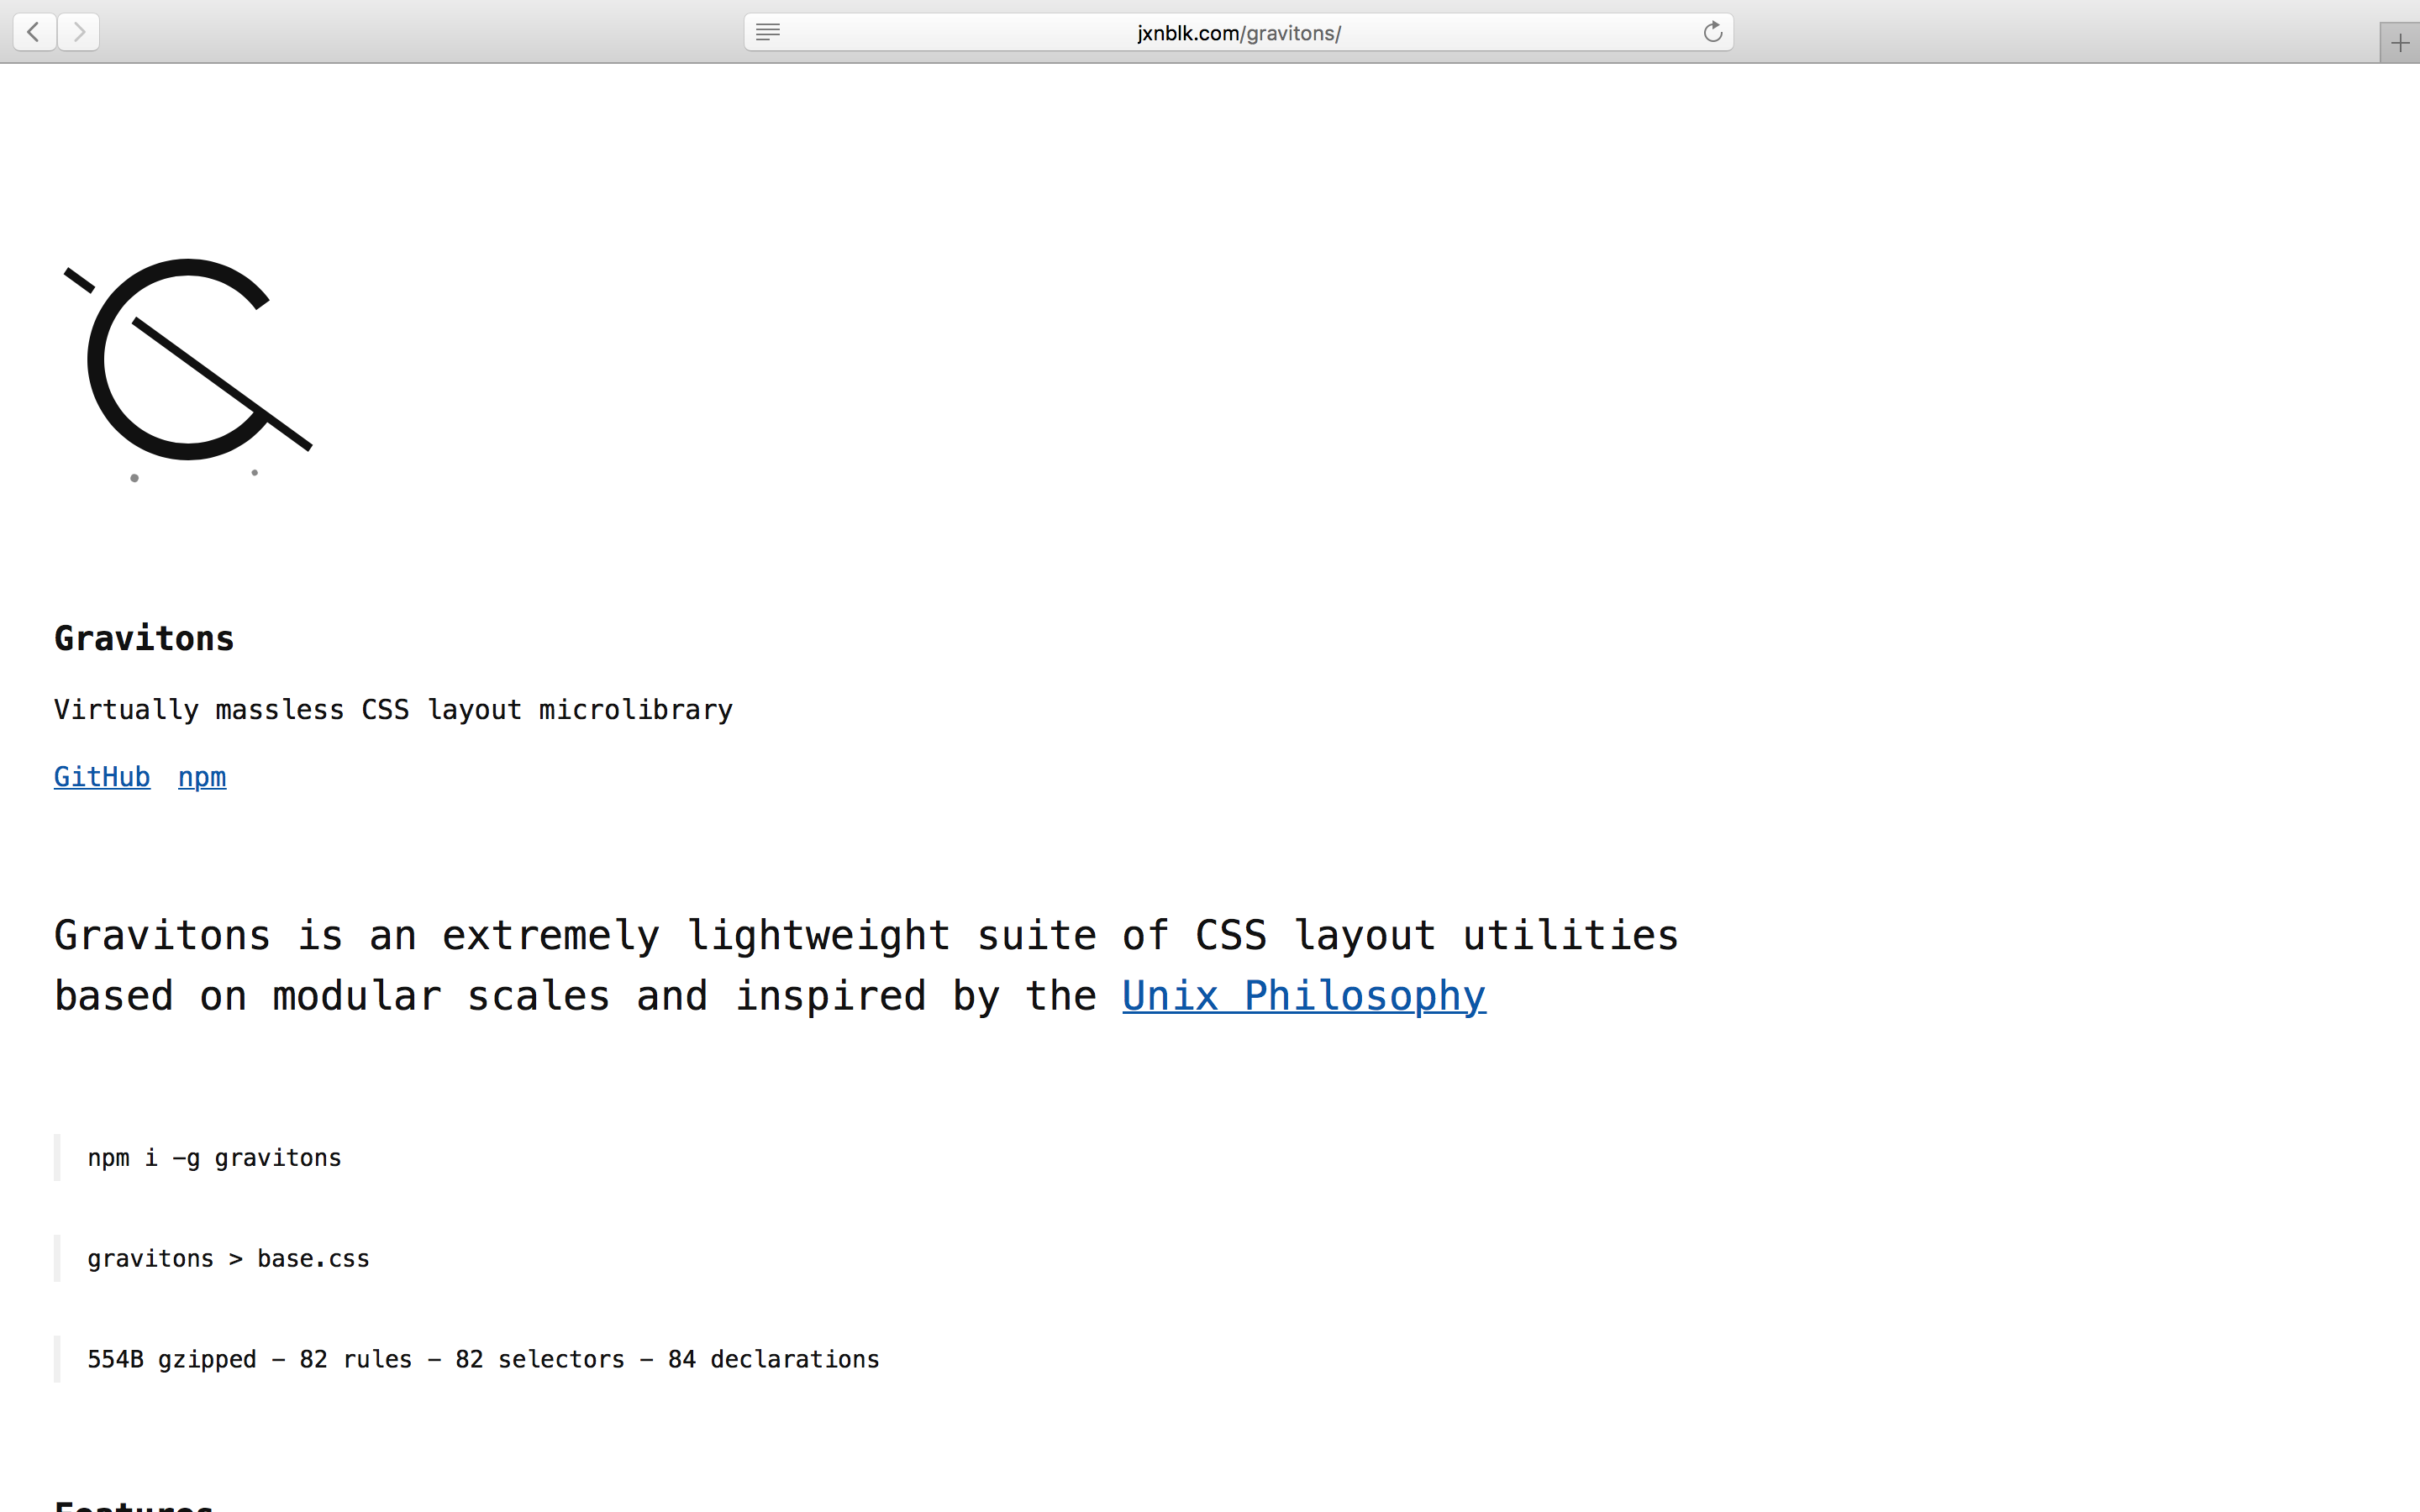 jxnblk.com/gravitons/
Gravitons
Virtually massless CSS layout microlibrary
GitHub npm
Gravitons is an extremely lightweight suite of CSS layout utilities
based on modular scales and inspired by the Unix Philosophy
npm i -g gravitons
gravitons > base.css
554B gzipped – 82 rules – 82 selectors – 84 declarations
Features